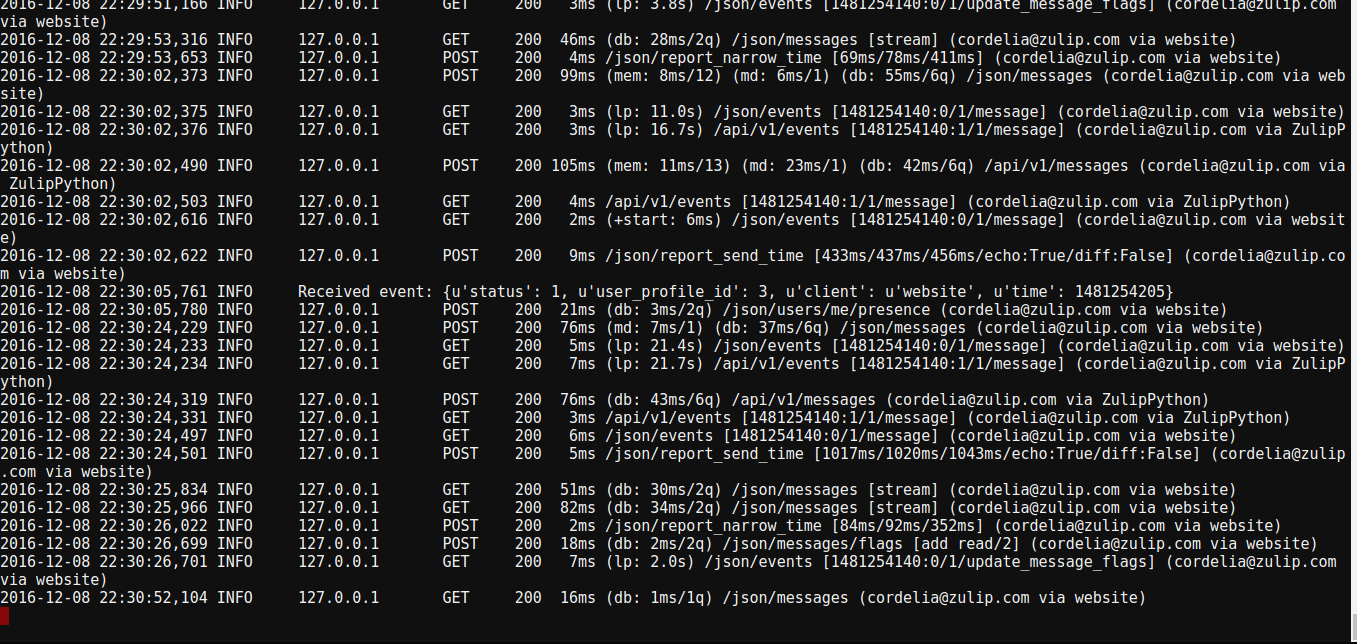 2016-12-08 22:29:51,166 INFO     127.0.0.1       GET     200   3ms (lp: 3.8s) /json/events [1481254140:0/1/update_message_flags] (cordelia@zulip.com
via website)
2016-12-08 22:29:53,316 INFO     127.0.0.1       GET     200  46ms (db: 28ms/2q) /json/messages [stream] (cordelia@zulip.com via website)
2016-12-08 22:29:53,653 INFO     127.0.0.1       POST    200   4ms /json/report_narrow_time [69ms/78ms/411ms] (cordelia@zulip.com via website)
2016-12-08 22:30:02,373 INFO     127.0.0.1       POST    200  99ms (mem: 8ms/12) (md: 6ms/1) (db: 55ms/6q) /json/messages (cordelia@zulip.com via web
site)
2016-12-08 22:30:02,375 INFO     127.0.0.1       GET     200   3ms (lp: 11.0s) /json/events [1481254140:0/1/message] (cordelia@zulip.com via website)
2016-12-08 22:30:02,376 INFO     127.0.0.1       GET     200   3ms (lp: 16.7s) /api/v1/events [1481254140:1/1/message] (cordelia@zulip.com via ZulipP
ython)
2016-12-08 22:30:02,490 INFO     127.0.0.1       POST    200 105ms (mem: 11ms/13) (md: 23ms/1) (db: 42ms/6q) /api/v1/messages (cordelia@zulip.com via
 ZulipPython)
2016-12-08 22:30:02,503 INFO     127.0.0.1       GET     200   4ms /api/v1/events [1481254140:1/1/message] (cordelia@zulip.com via ZulipPython)
2016-12-08 22:30:02,616 INFO     127.0.0.1       GET     200   2ms (+start: 6ms) /json/events [1481254140:0/1/message] (cordelia@zulip.com via websit
e)
2016-12-08 22:30:02,622 INFO     127.0.0.1       POST    200   9ms /json/report_send_time [433ms/437ms/456ms/echo:True/diff:False] (cordelia@zulip.co
m via website)
2016-12-08 22:30:05,761 INFO     Received event: {u'status': 1, u'user_profile_id': 3, u'client': u'website', u'time': 1481254205}
2016-12-08 22:30:05,780 INFO     127.0.0.1       POST    200  21ms (db: 3ms/2q) /json/users/me/presence (cordelia@zulip.com via website)
2016-12-08 22:30:24,229 INFO     127.0.0.1       POST    200  76ms (md: 7ms/1) (db: 37ms/6q) /json/messages (cordelia@zulip.com via website)
2016-12-08 22:30:24,233 INFO     127.0.0.1       GET     200   5ms (lp: 21.4s) /json/events [1481254140:0/1/message] (cordelia@zulip.com via website)
2016-12-08 22:30:24,234 INFO     127.0.0.1       GET     200   7ms (lp: 21.7s) /api/v1/events [1481254140:1/1/message] (cordelia@zulip.com via ZulipP
ython)
2016-12-08 22:30:24,319 INFO     127.0.0.1       POST    200  76ms (db: 43ms/6q) /api/v1/messages (cordelia@zulip.com via ZulipPython)
2016-12-08 22:30:24,331 INFO     127.0.0.1       GET     200   3ms /api/v1/events [1481254140:1/1/message] (cordelia@zulip.com via ZulipPython)
2016-12-08 22:30:24,497 INFO     127.0.0.1       GET     200   6ms /json/events [1481254140:0/1/message] (cordelia@zulip.com via website)
2016-12-08 22:30:24,501 INFO     127.0.0.1       POST    200   5ms /json/report_send_time [1017ms/1020ms/1043ms/echo:True/diff:False] (cordelia@zulip
.com via website)
2016-12-08 22:30:25,834 INFO     127.0.0.1       GET     200  51ms (db: 30ms/2q) /json/messages [stream] (cordelia@zulip.com via website)
2016-12-08 22:30:25,966 INFO     127.0.0.1       GET     200  82ms (db: 34ms/2q) /json/messages [stream] (cordelia@zulip.com via website)
2016-12-08 22:30:26,022 INFO     127.0.0.1       POST    200   2ms /json/report_narrow_time [84ms/92ms/352ms] (cordelia@zulip.com via website)
2016-12-08 22:30:26,699 INFO     127.0.0.1       POST    200  18ms (db: 2ms/2q) /json/messages/flags [add read/2] (cordelia@zulip.com via website)
2016-12-08 22:30:26,701 INFO     127.0.0.1       GET     200   7ms (lp: 2.0s) /json/events [1481254140:0/1/update_message_flags] (cordelia@zulip.com
via website)
2016-12-08 22:30:52,104 INFO     127.0.0.1       GET     200  16ms (db: 1ms/1q) /json/messages (cordelia@zulip.com via website)